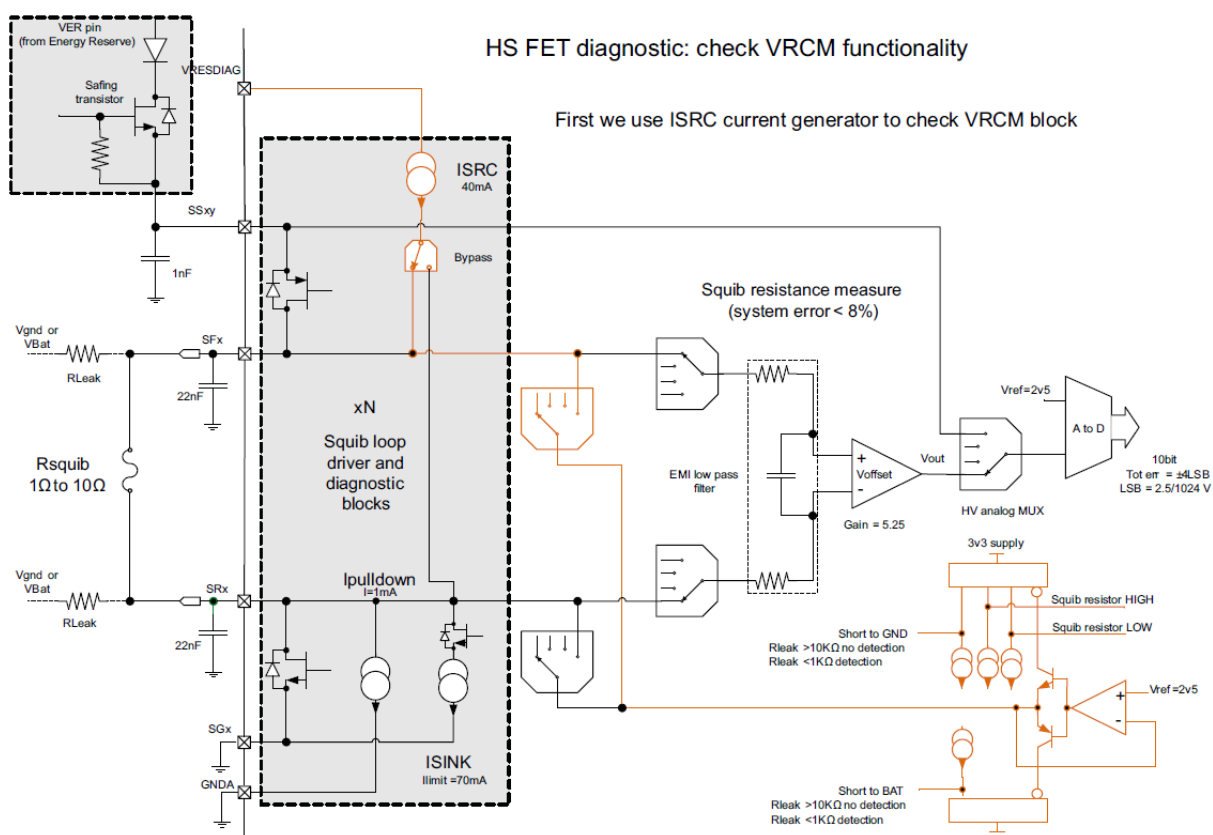 VER pin
(from Energy Reserve)
HS FET diagnostic: check VRCM functionality
VRESDIAG
Safing
transistor
First we use ISRC current generator to check VRCM block
ISRC
40mA
SSxy
Bypass
1nF
Squib resistance measure
(system error < 8%)
Vgnd or
VBat
SFx
RLeak
22nF
Vref=2v5
xN
Squib loop
driver and
diagnostic
blocks
A to D
Rsquib
1Ω to 10Ω
+
Voffset
-
Vout
EMI low pass
filter
10bit
Tot err = ±4LSB
LSB = 2.5/1024 V
HV analog MUX
Gain = 5.25
3v3 supply
Ipulldown
I=1mA
Vgnd or
VBat
SRx
RLeak
22nF
Squib resistor HIGH
Squib resistor LOW
Short to GND
Rleak >10KΩ no detection
Rleak <1KΩ detection
+
-
Vref=2v5
SGx
ISINK
Ilimit =70mA
GNDA
Short to BAT
Rleak >10KΩ no detection
Rleak <1KΩ detection